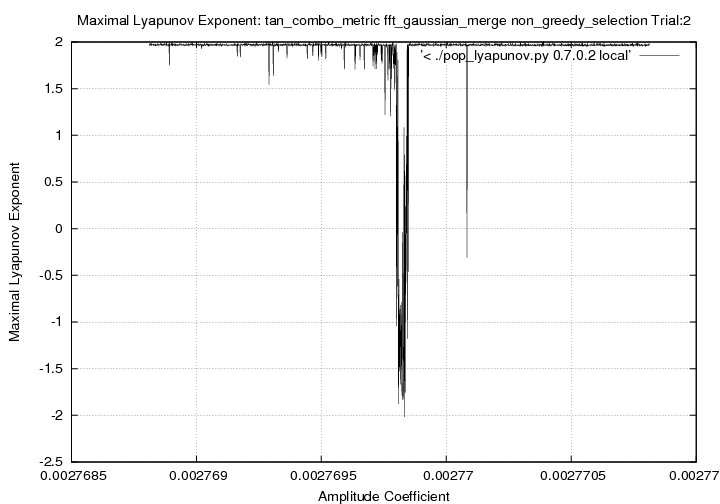 Maximal Lyapunov Exponent: tan_combo_metric fft_gaussian_merge non_greedy_selection Trial:2
'< ./pop_lyapunov.py 0.7.0.2 local'
Maximal Lyapunov Exponent
2
1.5
1
0.5
0
-0.5
-1
-1.5
-2
-2.5
0.0027685 0.002769 0.0027695 0.00277 0.0027705 0.00277
Amplitude Coefficient